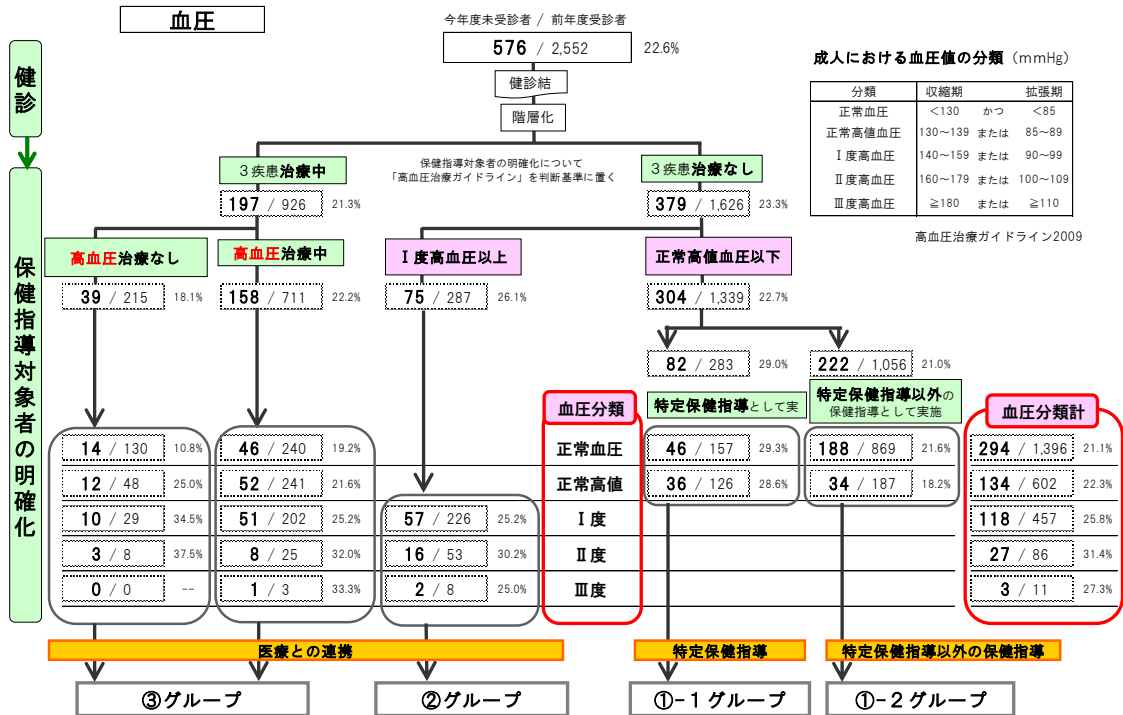 血圧
今年度未受診者 / 前年度受診者
576 / 2,552 22.6%
健診結
階層化
健診
保健指導対象者の明確化
成人における血圧値の分類 (mmHg)
分類 収縮期 拡張期
正常血圧 <130 かつ <85
正常高値血圧 130～139 または 85～89
Ⅰ度高血圧 140～159 または 90～99
Ⅱ度高血圧 160～179 または 100～109
Ⅲ度高血圧 ≧180 または ≧110
高血圧治療ガイドライン2009
3疾患治療中
197 / 926 21.3%
保健指導対象者の明確化について
「高血圧治療ガイドライン」を判断基準に置く
3疾患治療なし
379 / 1,626 23.3%
高血圧治療なし
39 / 215 18.1%
高血圧治療中
158 / 711 22.2%
Ⅰ度高血圧以上
75 / 287 26.1%
正常高値血圧以下
304 / 1,339 22.7%
82 / 283 29.0%
222 / 1,056 21.0%
血圧分類
特定保健指導として実
特定保健指導以外の
保健指導として実施
血圧分類計
14 / 130 10.8% 46 / 240 19.2% 正常血圧 46 / 157 29.3% 188 / 869 21.6% 294 / 1,396 21.1%
12 / 48 25.0% 52 / 241 21.6% 正常高値 36 / 126 28.6% 34 / 187 18.2% 134 / 602 22.3%
10 / 29 34.5% 51 / 202 25.2% 57 / 226 25.2% Ⅰ度 118 / 457 25.8%
3 / 8 37.5% 8 / 25 32.0% 16 / 53 30.2% Ⅱ度 27 / 86 31.4%
0 / 0 -- 1 / 3 33.3% 2 / 8 25.0% Ⅲ度 3 / 11 27.3%
医療との連携 特定保健指導 特定保健指導以外の保健指導
③グループ ②グループ ①-1グループ ①-2グループ